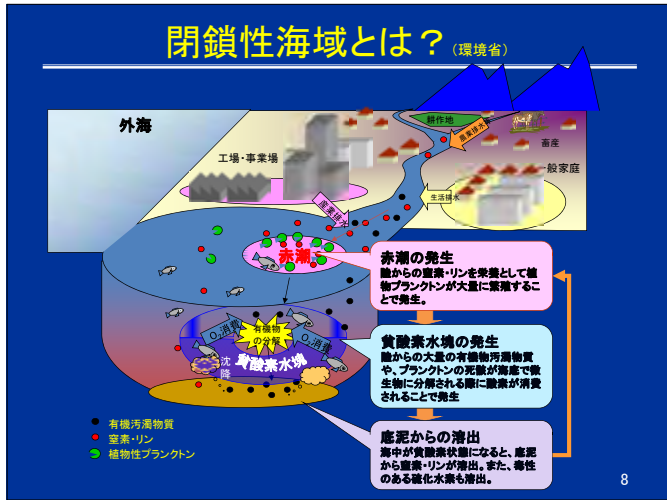 閉鎖性海域とは？(環境省)
外海
耕作地
農業排水
畜産
工場・事業場
一般家庭
産業排水
生活排水
赤潮
赤潮の発生
陸からの窒素・リンを栄養として植
物プランクトンが大量に繁殖するこ
とで発生。
O2消費
有機物
の分解
O2消費
貧酸素水塊
沈
降
貧酸素水塊の発生
陸からの大量の有機物汚濁物質
や、プランクトンの死骸が海底で微
生物に分解される際に酸素が消費
されることで発生
底泥からの溶出
海中が貧酸素状態になると、底泥
から窒素・リンが溶出。また、毒性
のある硫化水素も溶出。
有機汚濁物質
窒素・リン
植物性プランクトン
8